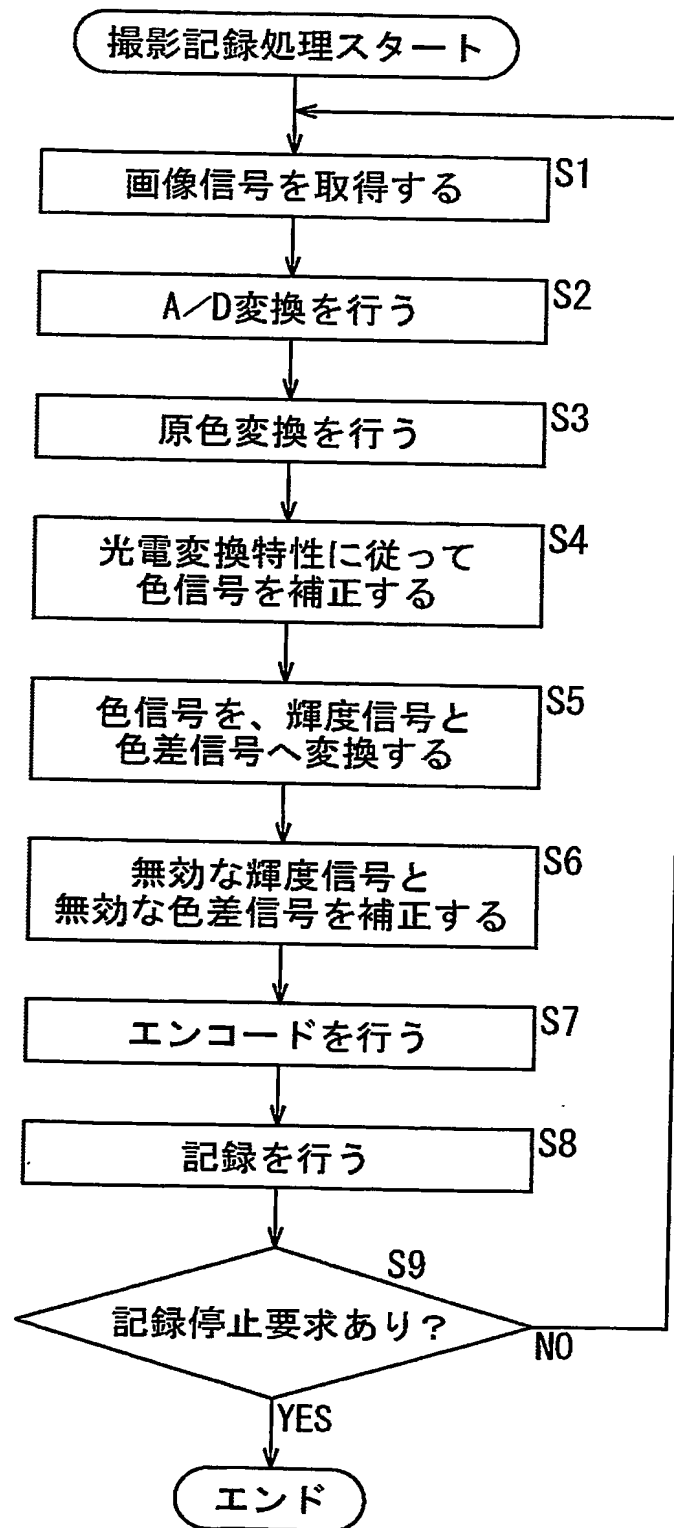 撮影記録処理スタート
画像信号を取得する
S1
A/D変換を行う
S2
原色変換を行う
S3
光電変換特性に従って
色信号を補正する
S4
色信号を、輝度信号と
色差信号へ変換する
S5
無効な輝度信号と
無効な色差信号を補正する
S6
エンコードを行う
S7
記録を行う
S8
S9
記録停止要求あり？
NO
YES
エンド